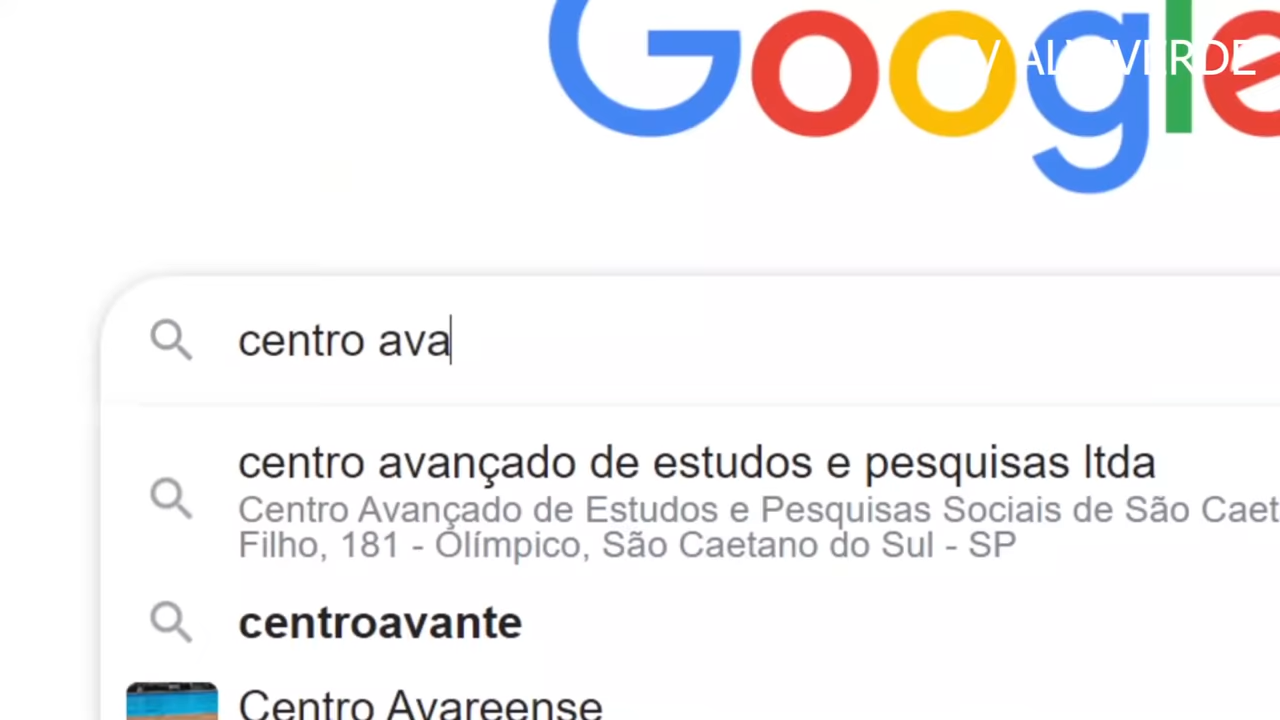 Google
V ALVIVERDE
centro ava
centro avançado de estudos e pesquisas ltda
Centro Avançado de Estudos e Pesquisas Sociais de São Caet
Filho, 181 - Olímpico, São Caetano do Sul - SP
centroavante
Centro Avareense